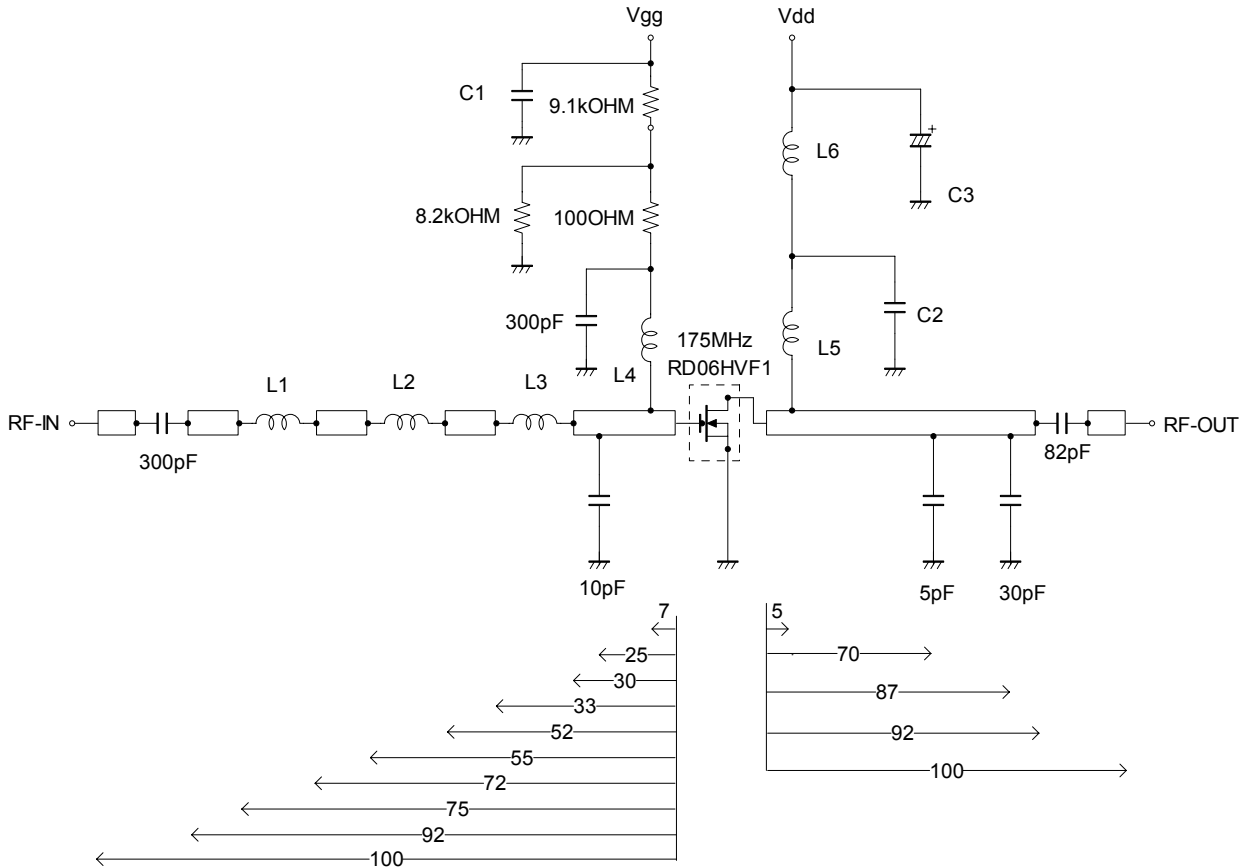 Vgg
Vdd
C1
9.1kOHM
+
L6
C3
8.2kOHM
100OHM
300pF
C2
175MHz
RD06HVF1
L5
L1
L2
L3
L4
RF-IN
RF-OUT
300pF
82pF
10pF
5pF
30pF
7
5
25
70
30
87
33
52
92
55
100
72
75
92
100